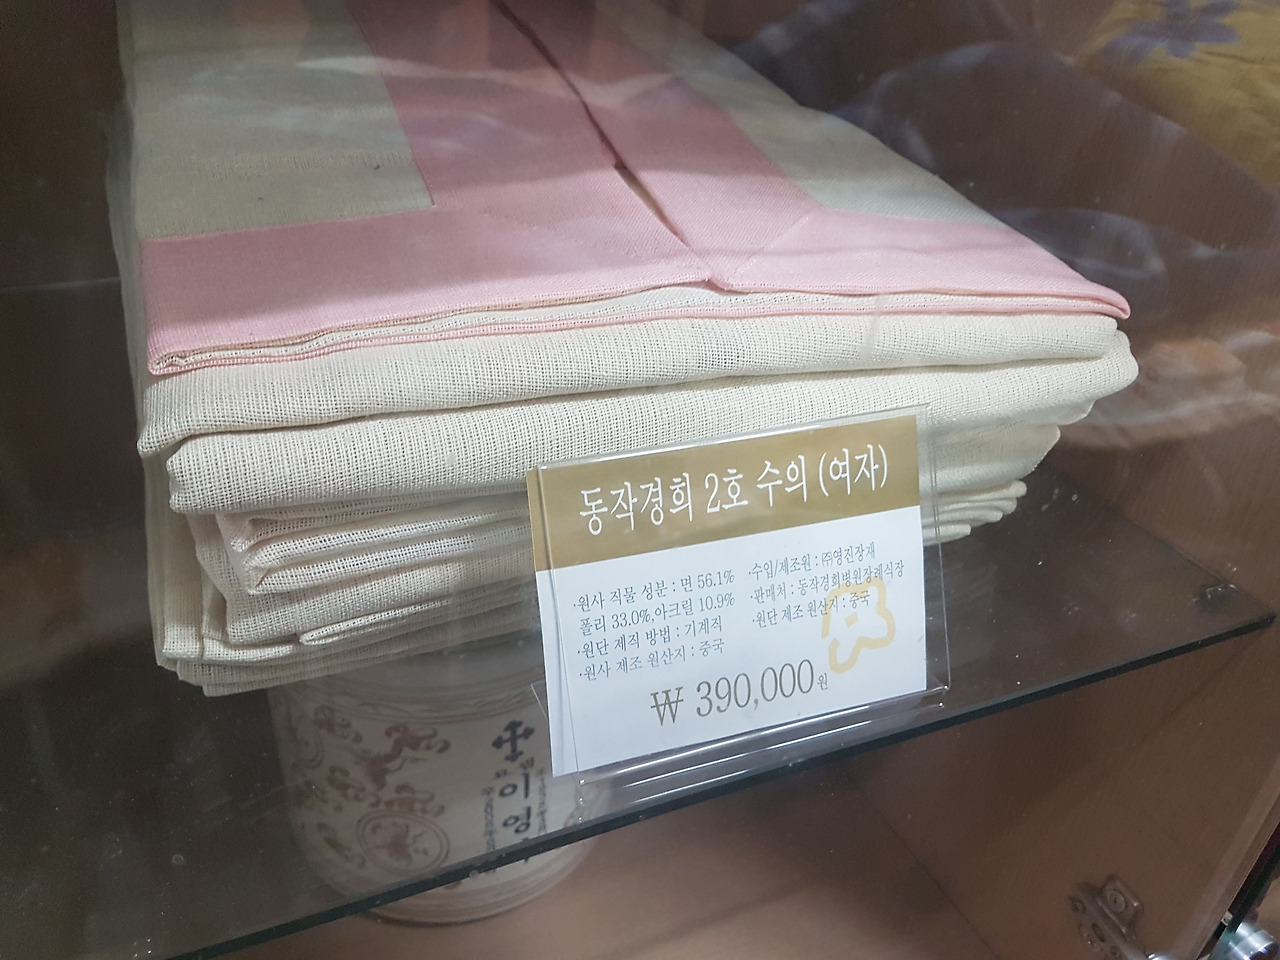 동작경희 2호 수의 (여자)
·원사 직물 성분 : 면 56.1%
폴리 33.0%,아크릴 10.9%
·원단 제직 방법 : 기계직
·원사 제조 원산지 : 중국
·수입/제조원 : ㈜영진장재
·판매처 : 동작경희병원장례식장
·원단 제조 원산지 : 중국
₩ 390,000원
이영